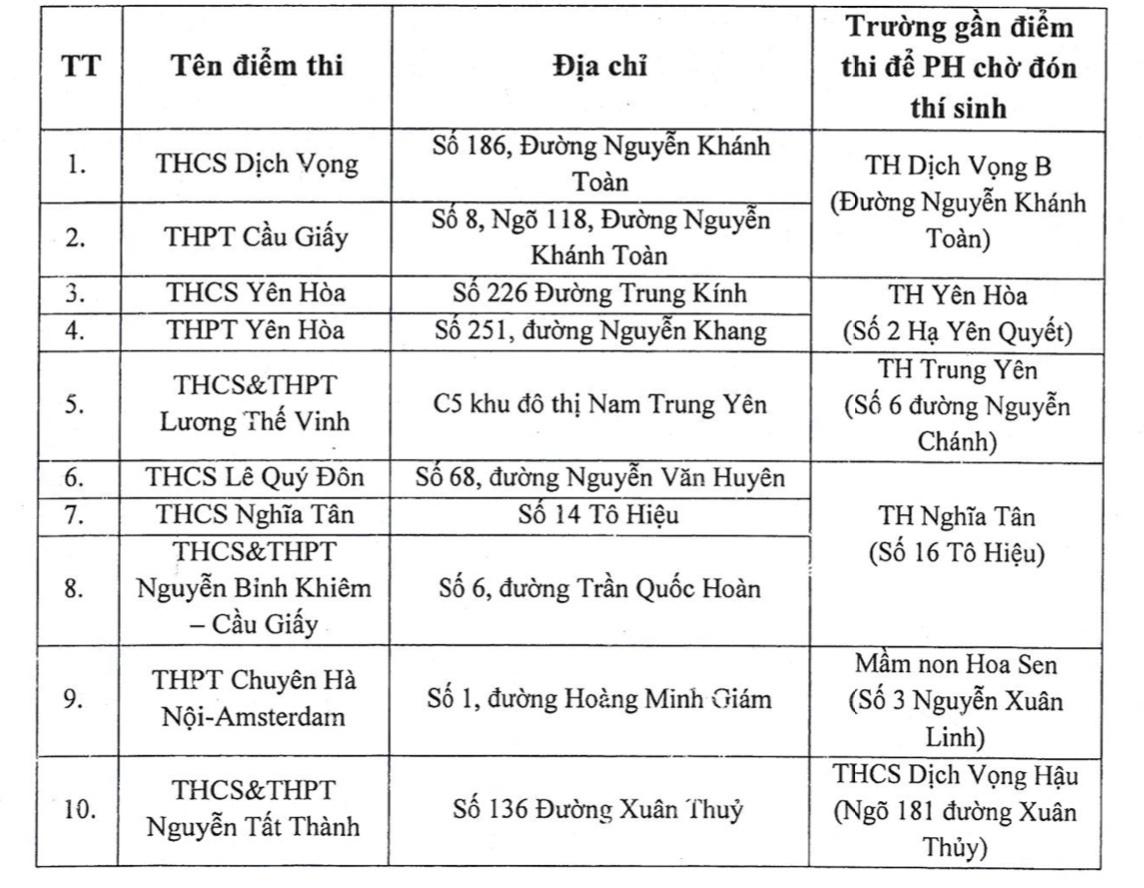 TT
Tên điểm thi
Địa chỉ
Trường gần điểm
thi để PH chờ đón
thí sinh
1.
THCS Dịch Vọng
Số 186, Đường Nguyễn Khánh
Toàn
TH Dịch Vọng B
(Đường Nguyễn Khánh
Toàn)
2.
THPT Cầu Giấy
Số 8, Ngõ 118, Đường Nguyễn
Khánh Toàn
3.
THCS Yên Hòa
Số 226 Đường Trung Kính
TH Yên Hòa
(Số 2 Hạ Yên Quyết)
4.
THPT Yên Hòa
Số 251, đường Nguyễn Khang
5.
THCS&THPT
Lương Thế Vinh
C5 khu đô thị Nam Trung Yên
TH Trung Yên
(Số 6 đường Nguyễn
Chánh)
6.
THCS Lê Quý Đôn
Số 68, đường Nguyễn Văn Huyên
TH Nghĩa Tân
(Số 16 Tô Hiệu)
7.
THCS Nghĩa Tân
Số 14 Tô Hiệu
8.
THCS&THPT
Nguyễn Bỉnh Khiêm
– Cầu Giấy
Số 6, đường Trần Quốc Hoàn
9.
THPT Chuyên Hà
Nội-Amsterdam
Số 1, đường Hoàng Minh Giám
Mầm non Hoa Sen
(Số 3 Nguyễn Xuân
Linh)
10.
THCS&THPT
Nguyễn Tất Thành
Số 136 Đường Xuân Thuỷ
THCS Dịch Vọng Hậu
(Ngõ 181 đường Xuân
Thủy)